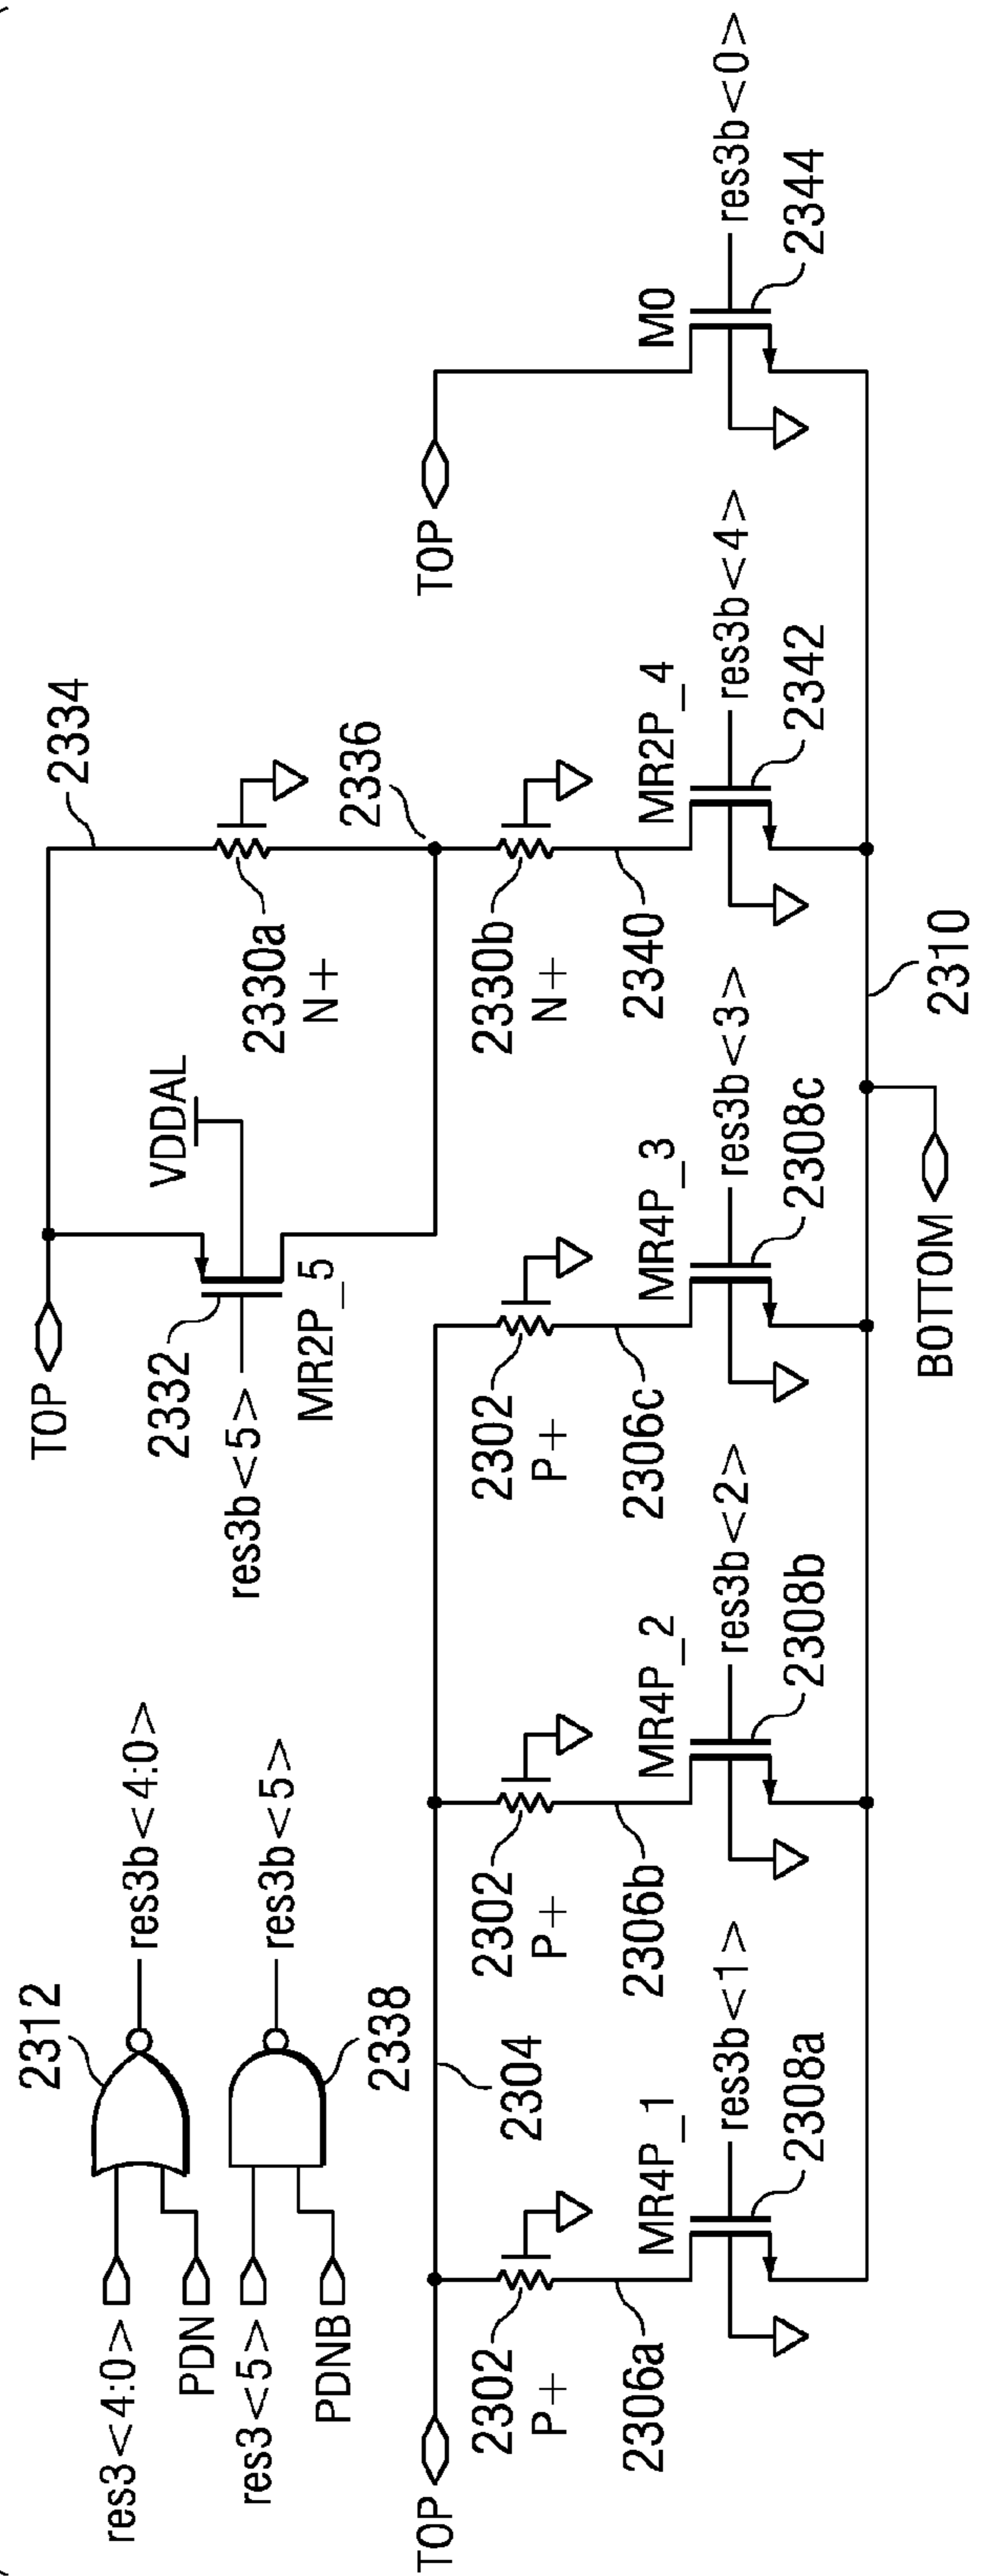 res3<4:0>
PDN
2312
res3b<4:0>
res3<5>
PDNB
2338
res3b<5>
TOP
2334
2332
res3b<5>
MR2P_5
VDDAL
2330a
N+
2336
TOP
2304
2302
P+
2306a
MR4P_1
res3b<1>
2308a
2302
P+
2306b
MR4P_2
res3b<2>
2308b
2302
P+
2306c
MR4P_3
res3b<3>
2308c
2330b
N+
2340
MR2P_4
res3b<4>
2342
TOP
M0
res3b<0>
2344
BOTTOM
2310